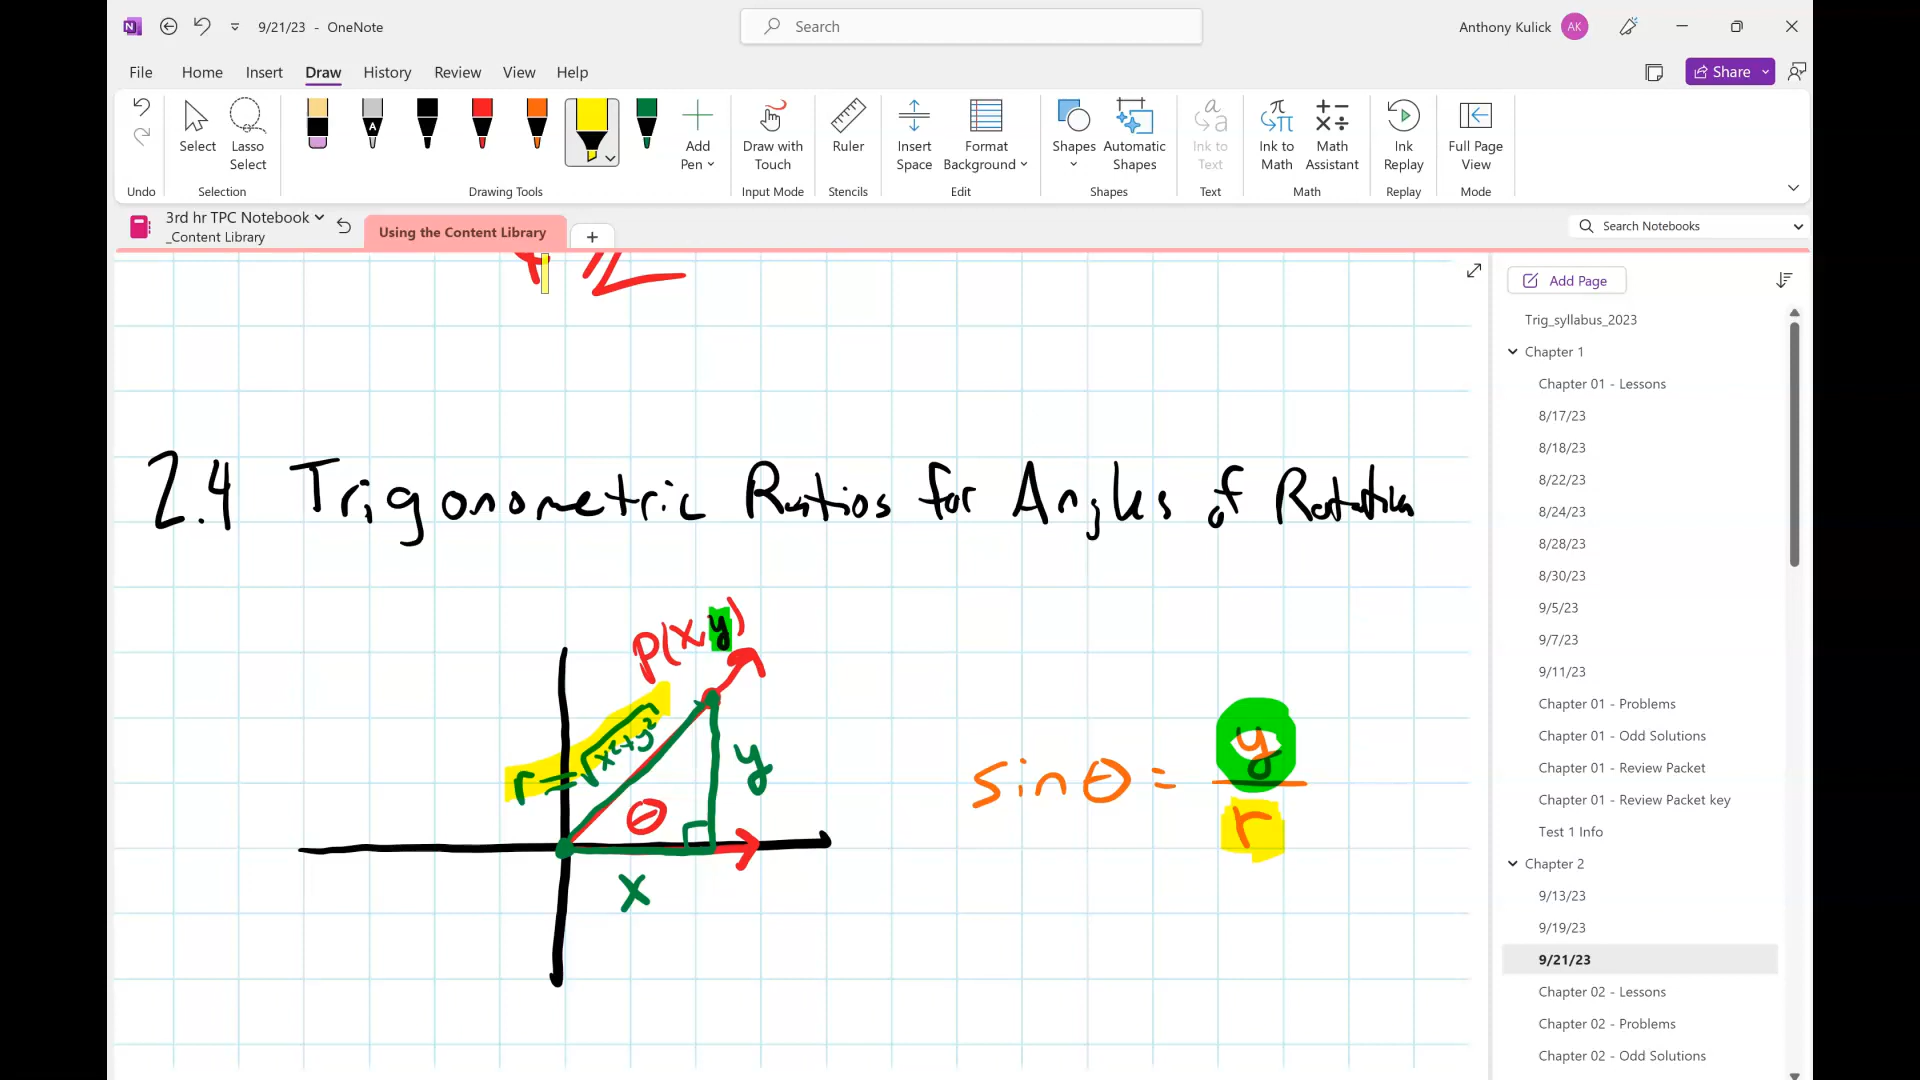 9/21/23 - OneNote
Search
Anthony Kulick
AK
File Home Insert Draw History Review View Help
Share
Undo
Select
Lasso Select
Selection
A
Drawing Tools
Add Pen
Draw with Touch
Input Mode
Ruler
Stencils
Insert Space
Format Background
Edit
Shapes
Automatic Shapes
Shapes
Ink to Text
Text
Ink to Math
Math Assistant
Math
Ink Replay
Replay
Full Page View
Mode
3rd hr TPC Notebook
_Content Library
Using the Content Library
Search Notebooks
2.4 Trigonometric Ratios for Angles of Rotation
P(x,y)
r=√x²+y²
y
θ
x
sinθ = y/r
Add Page
Trig_syllabus_2023
Chapter 1
Chapter 01 - Lessons
8/17/23
8/18/23
8/22/23
8/24/23
8/28/23
8/30/23
9/5/23
9/7/23
9/11/23
Chapter 01 - Problems
Chapter 01 - Odd Solutions
Chapter 01 - Review Packet
Chapter 01 - Review Packet key
Test 1 Info
Chapter 2
9/13/23
9/19/23
9/21/23
Chapter 02 - Lessons
Chapter 02 - Problems
Chapter 02 - Odd Solutions